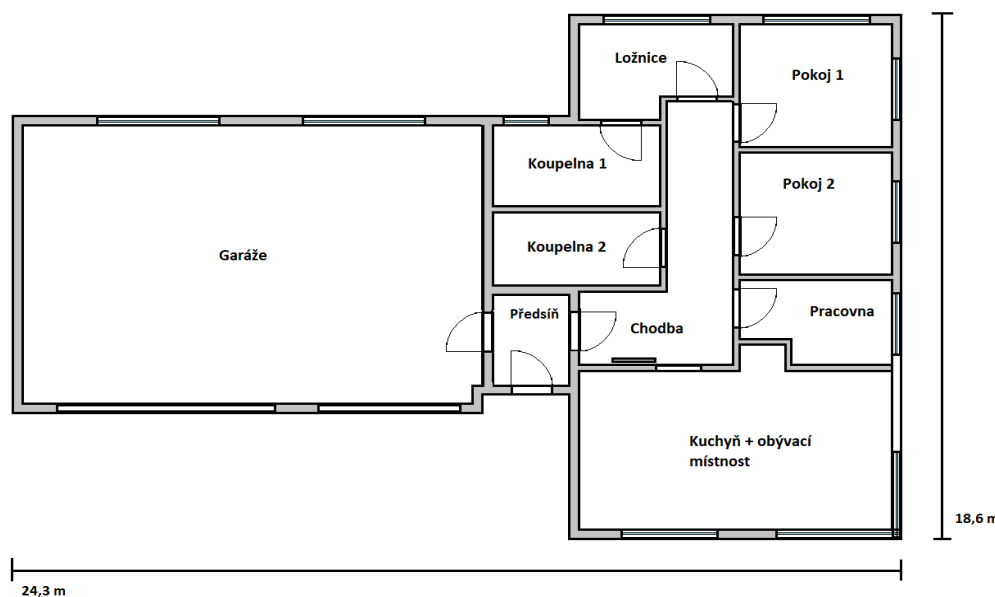 Ložnice
Pokoj 1
Koupelna 1
Pokoj 2
Koupelna 2
Garáže
Předsíň
Pracovna
Chodba
Kuchyň + obývací
místnost
18,6 m
24,3 m